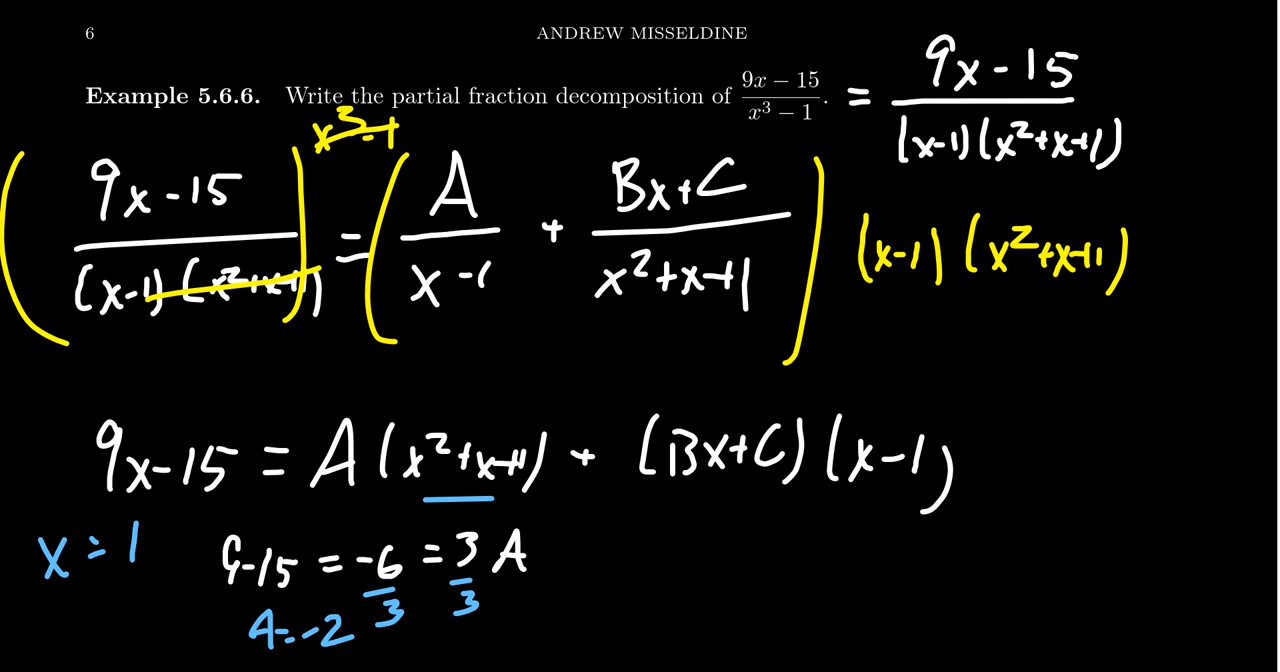 6 ANDREW MISSELDINE
Example 5.6.6. Write the partial fraction decomposition of (9x − 15)/(x³ − 1). = (9x - 15)/((x-1)(x²+x+1))
x³-1
((9x - 15)/((x-1)(x²+x+1))) = (A/(x-1) + (Bx+C)/(x²+x+1)) (x-1)(x²+x+1)
9x-15 = A(x²+x+1) + (Bx+C)(x-1)
x=1 9-15 = -6/3 = 3/3 A
A=-2